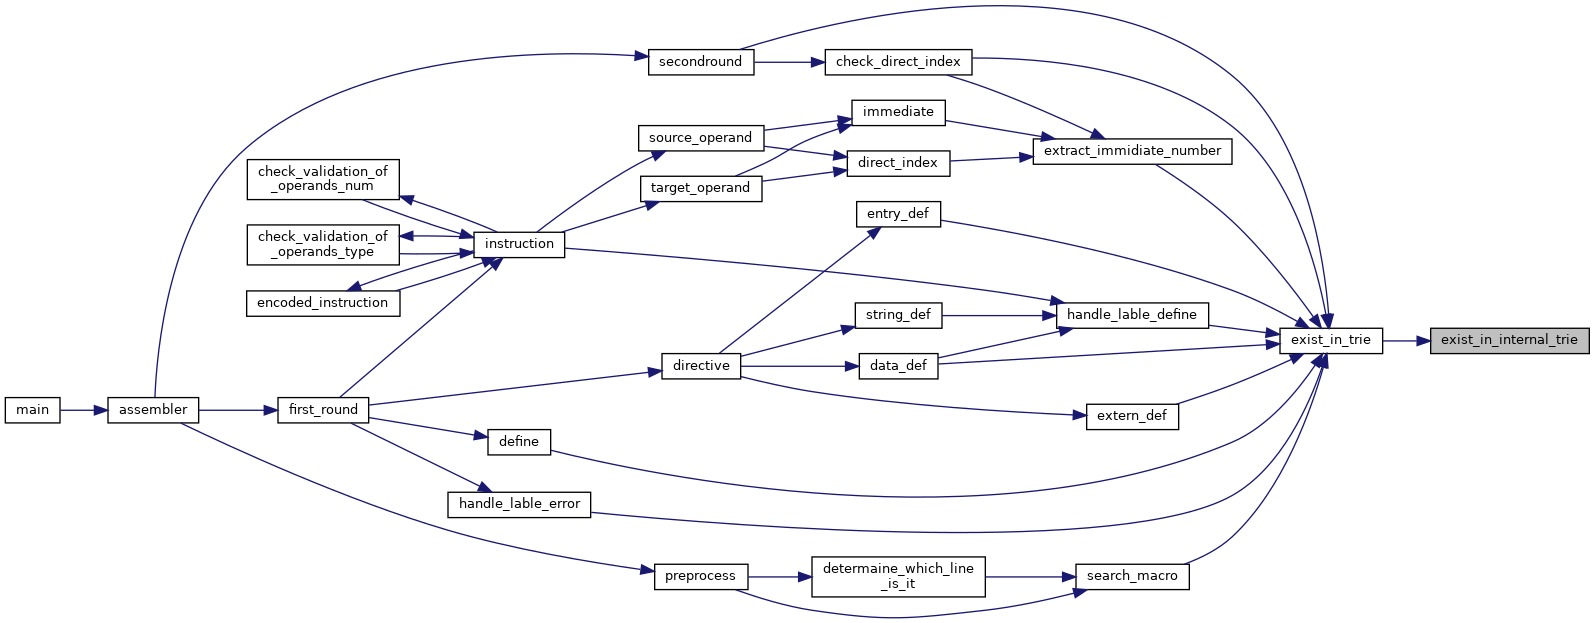 secondround
check_direct_index
immediate
source_operand
extract_immidiate_number
direct_index
check_validation_of
_operands_num
target_operand
entry_def
check_validation_of
_operands_type
instruction
encoded_instruction
string_def
handle_lable_define
exist_in_trie
exist_in_internal_trie
directive
data_def
main
assembler
first_round
extern_def
define
handle_lable_error
preprocess
determaine_which_line
_is_it
search_macro